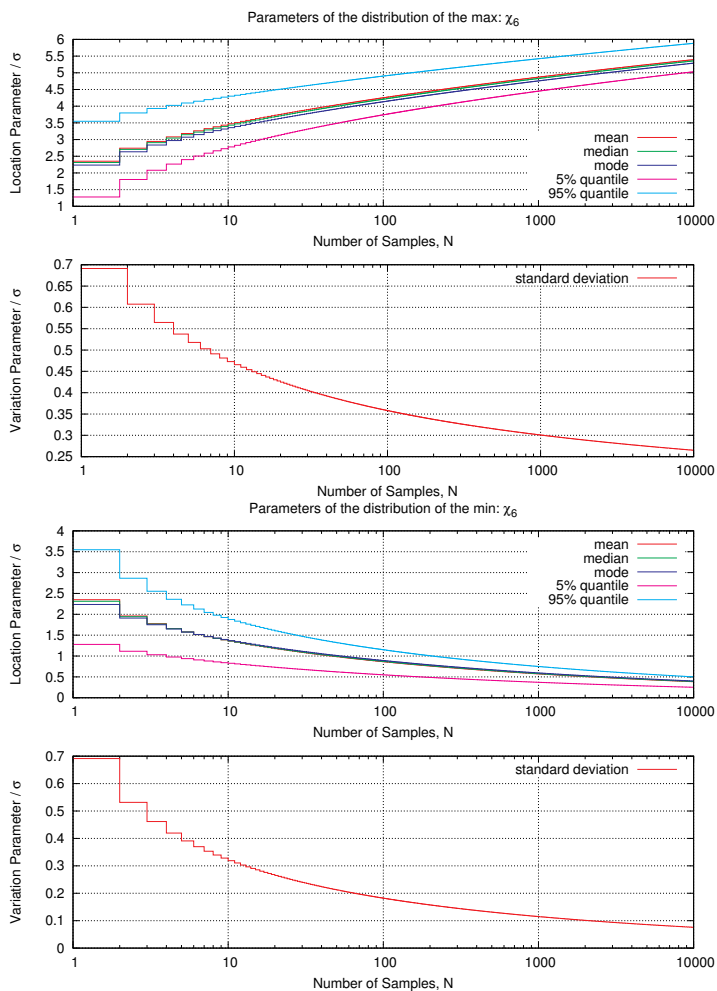 Parameters of the distribution of the max: χ6
Location Parameter / σ
6
5.5
5
4.5
4
3.5
3
2.5
2
1.5
1
mean
median
mode
5% quantile
95% quantile
1
10
100
1000
10000
Number of Samples, N
Variation Parameter / σ
0.7
0.65
0.6
0.55
0.5
0.45
0.4
0.35
0.3
0.25
standard deviation
1
10
100
1000
10000
Number of Samples, N
Parameters of the distribution of the min: χ6
Location Parameter / σ
4
3.5
3
2.5
2
1.5
1
0.5
0
mean
median
mode
5% quantile
95% quantile
1
10
100
1000
10000
Number of Samples, N
Variation Parameter / σ
0.7
0.6
0.5
0.4
0.3
0.2
0.1
0
standard deviation
1
10
100
1000
10000
Number of Samples, N